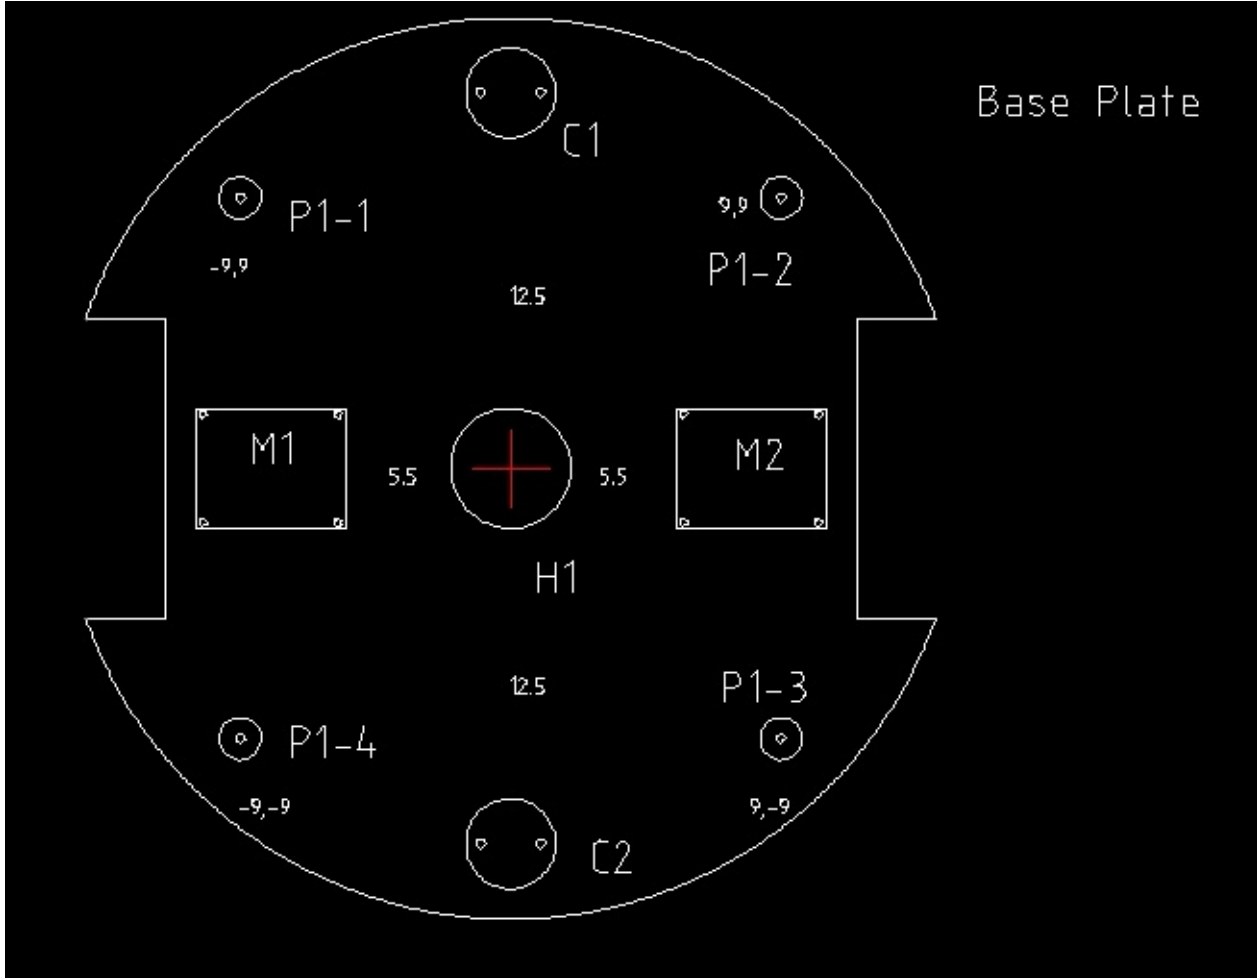 Base Plate
C1
P1-1
9,9
-9,9
P1-2
12.5
M1
M2
5.5
5.5
H1
12.5
P1-3
P1-4
-9,-9
9,-9
C2